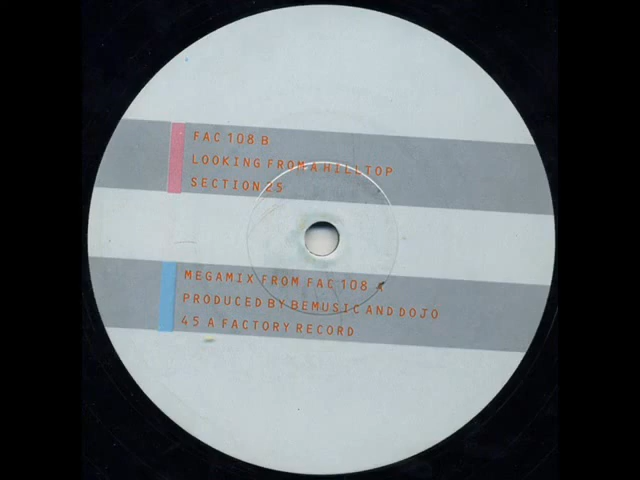 FAC 108 B
LOOKING FROM A HILLTOP
SECTION 25
MEGAMIX FROM FAC 108 A
PRODUCED BY BEMUSIC AND DOJO
45 A FACTORY RECORD